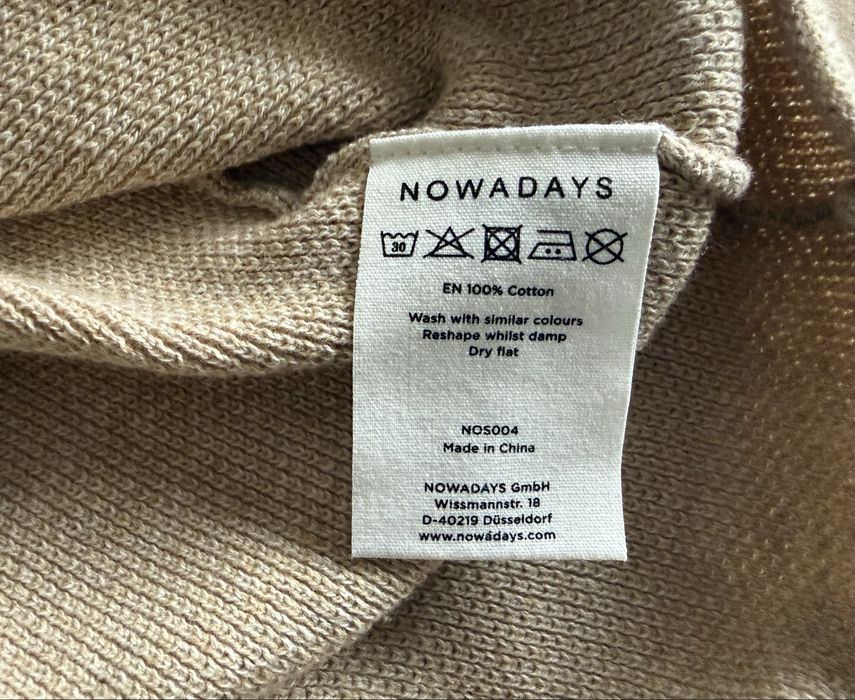 NOWADAYS
30
EN 100% Cotton
Wash with similar colours
Reshape whilst damp
Dry flat
NOS004
Made in China
NOWADAYS GmbH
Wissmannstr. 18
D-40219 Düsseldorf
www.nowadays.com